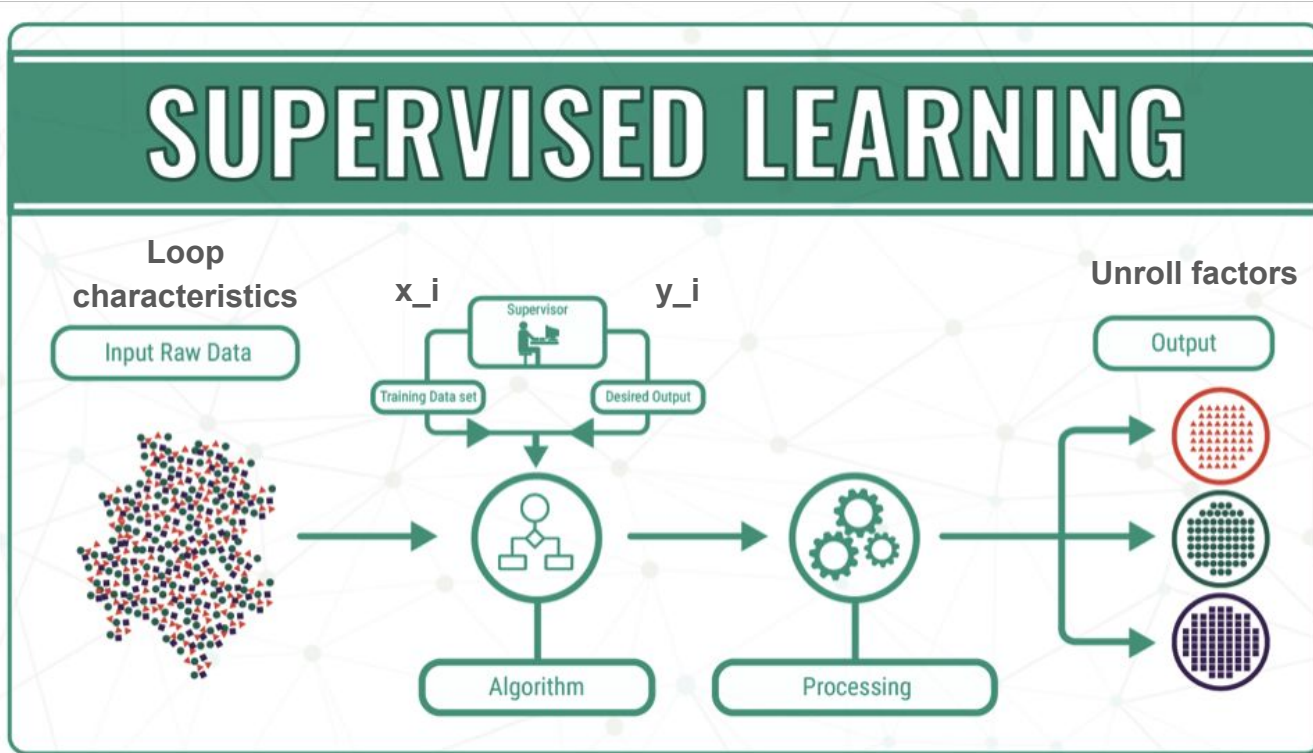 SUPERVISED LEARNING
Loop
characteristics
Input Raw Data
x_i
y_i
Supervisor
Training Data set
Desired Output
Algorithm
Processing
Unroll factors
Output